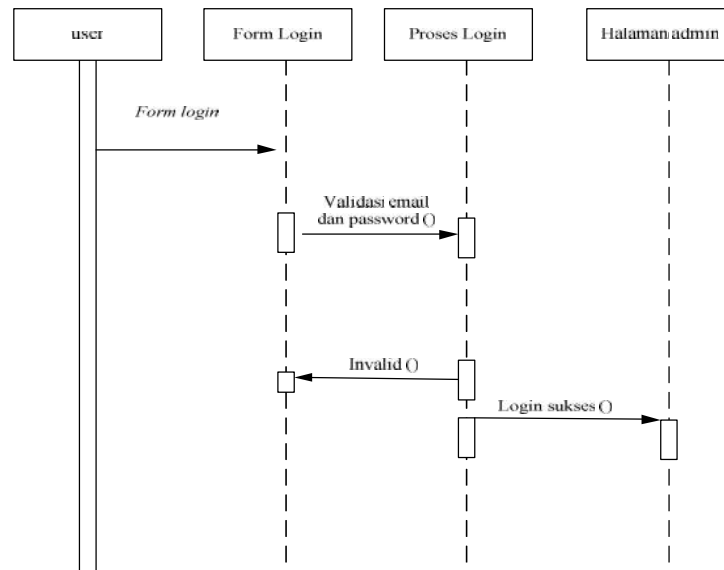 user
Form Login
Proses Login
Halaman admin
Form login
Validasi email
dan password ()
Invalid ()
Login sukses ()